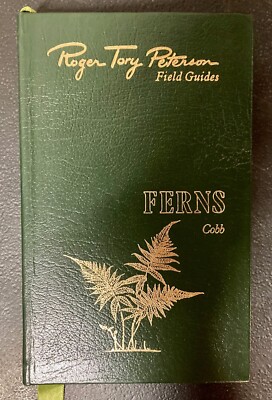 Roger Tory Peterson
Field Guides
FERNS
Cobb